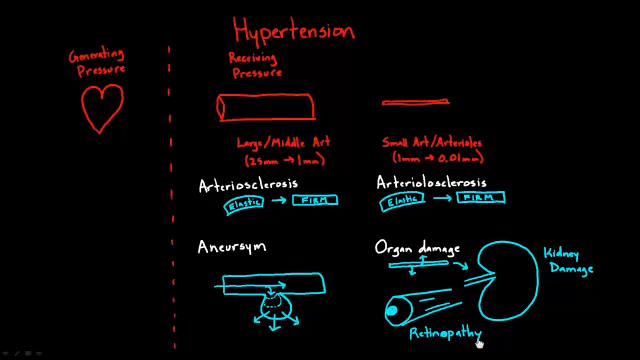 Hypertension
Generating
Pressure
Receiving
Pressure
Large/Middle Art
(25mm → 1mm)
Small Art/Arterioles
(1mm → 0.01mm)
Arteriosclerosis
Elastic → FIRM
Arteriolosclerosis
Elastic → FIRM
Aneursym
Organ damage
Kidney
Damage
Retinopathy